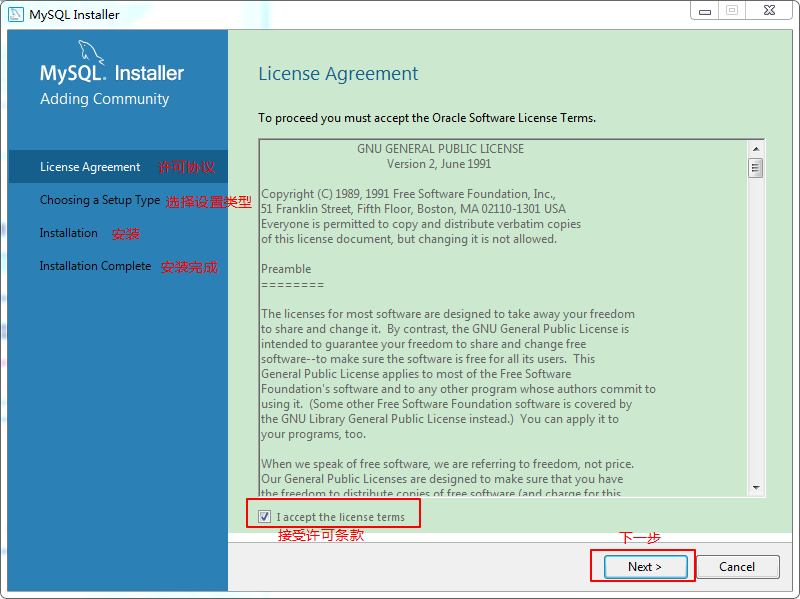 MySQL Installer
MySQL. Installer
Adding Community
License Agreement 许可协议
Choosing a Setup Type 选择设置类型
Installation 安装
Installation Complete 安装完成
License Agreement
To proceed you must accept the Oracle Software License Terms.
GNU GENERAL PUBLIC LICENSE
Version 2, June 1991
Copyright (C) 1989, 1991 Free Software Foundation, Inc.,
51 Franklin Street, Fifth Floor, Boston, MA 02110-1301 USA
Everyone is permitted to copy and distribute verbatim copies
of this license document, but changing it is not allowed.
Preamble
========
The licenses for most software are designed to take away your freedom
to share and change it.  By contrast, the GNU General Public License is
intended to guarantee your freedom to share and change free
software--to make sure the software is free for all its users.  This
General Public License applies to most of the Free Software
Foundation's software and to any other program whose authors commit to
using it.  (Some other Free Software Foundation software is covered by
the GNU Library General Public License instead.)  You can apply it to
your programs, too.
When we speak of free software, we are referring to freedom, not price.
Our General Public Licenses are designed to make sure that you have
the freedom to distribute copies of free software (and charge for this
I accept the license terms
接受许可条款
下一步
Next >
Cancel